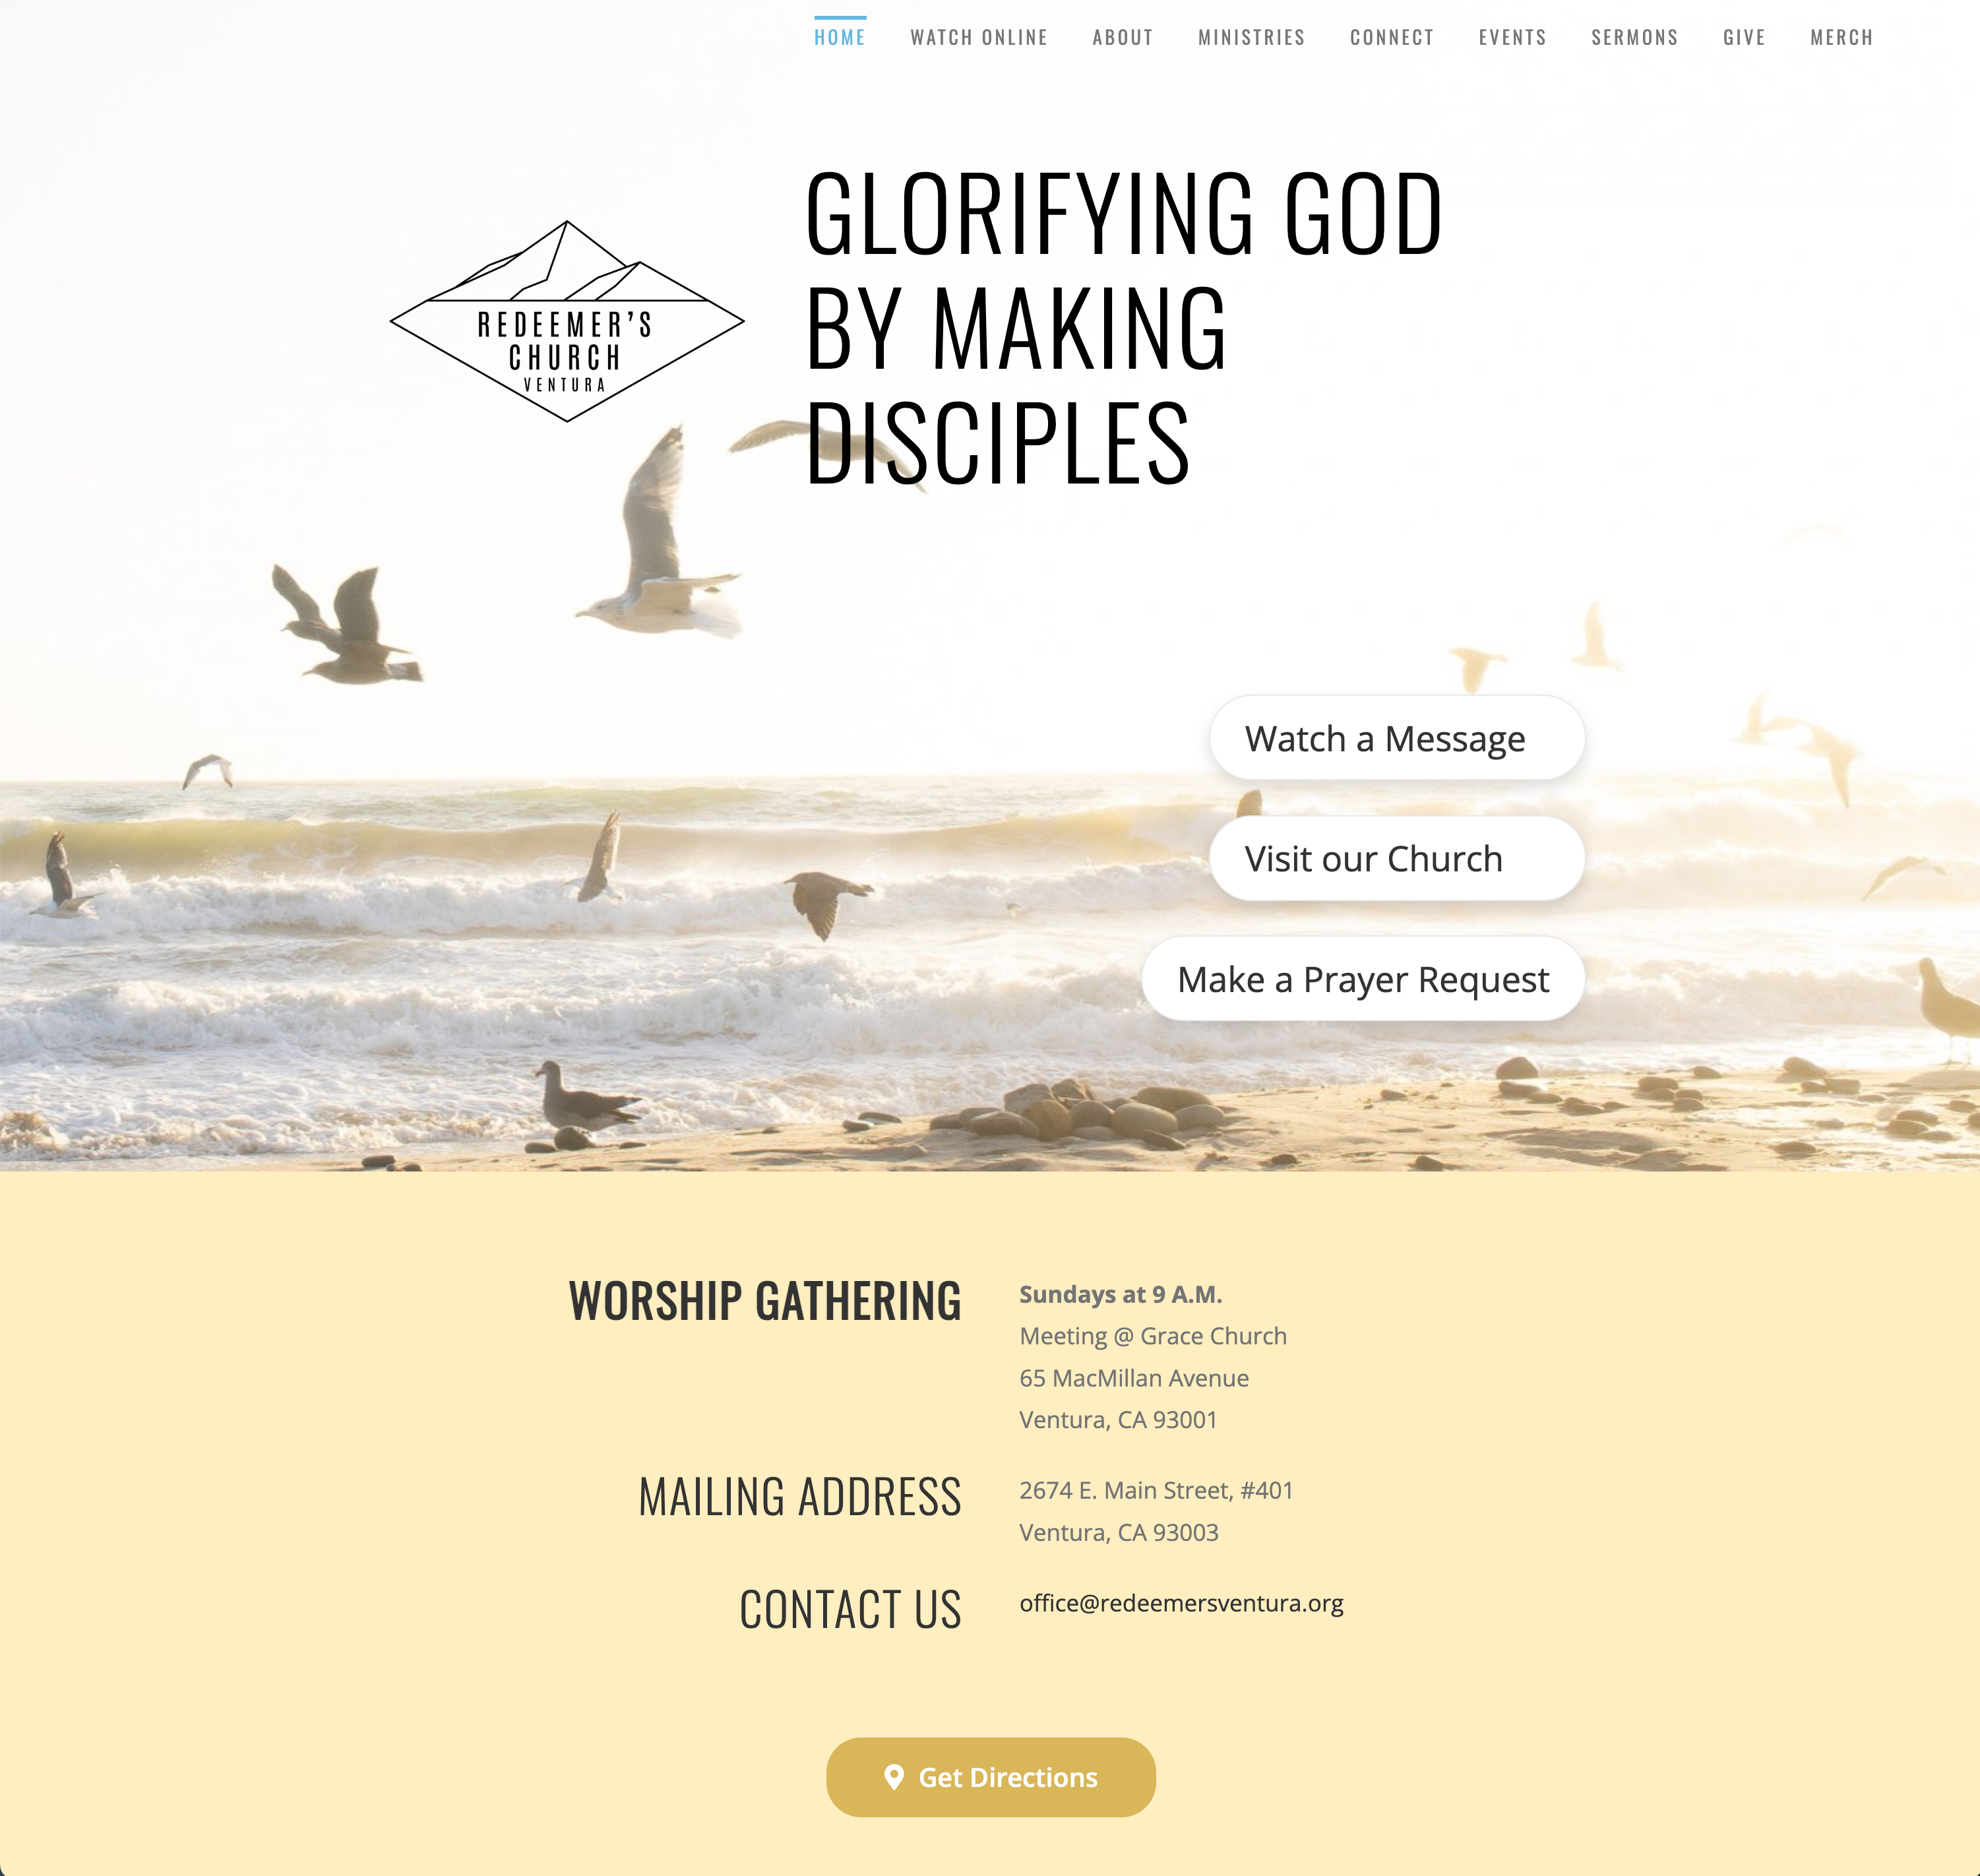 HOME WATCH ONLINE ABOUT MINISTRIES CONNECT EVENTS SERMONS GIVE MERCH
REDEEMER'S
CHURCH
VENTURA
GLORIFYING GOD
BY MAKING
DISCIPLES
Watch a Message
Visit our Church
Make a Prayer Request
WORSHIP GATHERING
Sundays at 9 A.M.
Meeting @ Grace Church
65 MacMillan Avenue
Ventura, CA 93001
MAILING ADDRESS
2674 E. Main Street, #401
Ventura, CA 93003
CONTACT US
office@redeemersventura.org
Get Directions